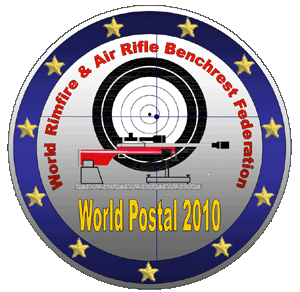 World Rimfire & Air Rifle Benchrest Federation
World Postal 2010